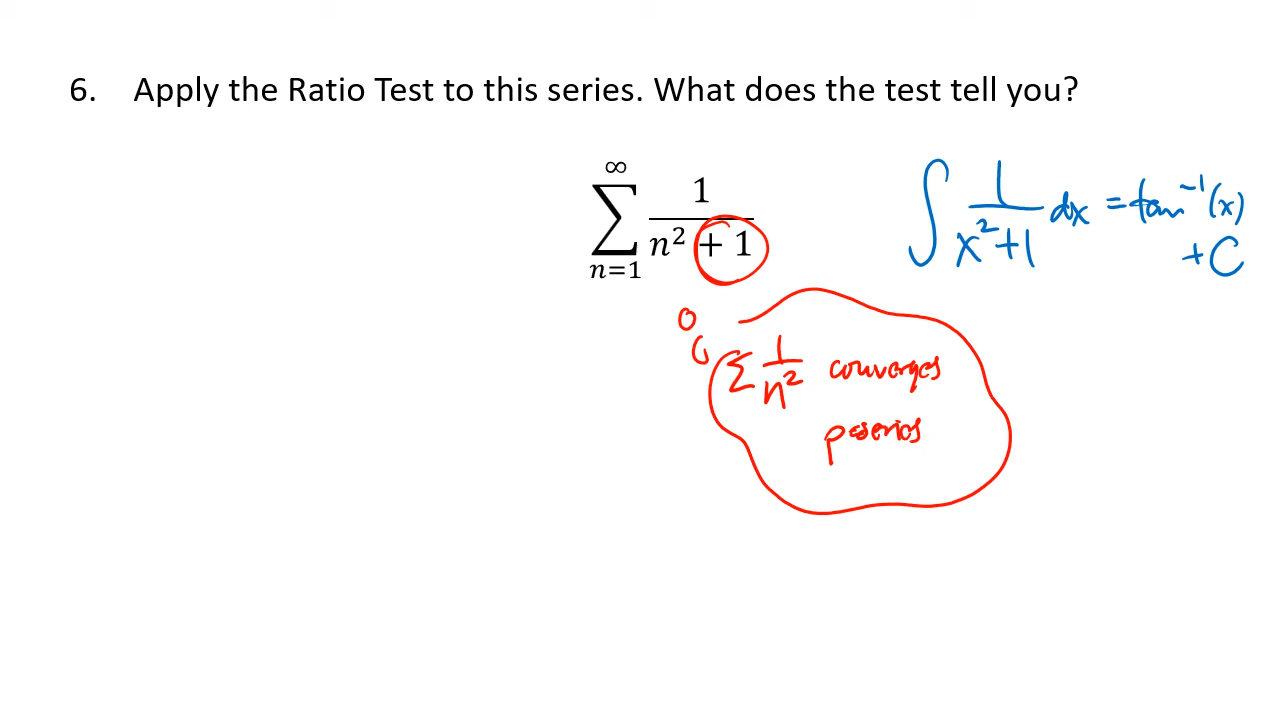 6. Apply the Ratio Test to this series. What does the test tell you?
∑_{n=1}^{∞} 1/(n² + 1)
∫ 1/(x²+1) dx = tan⁻¹(x) + C
∑ 1/n² converges
p-series